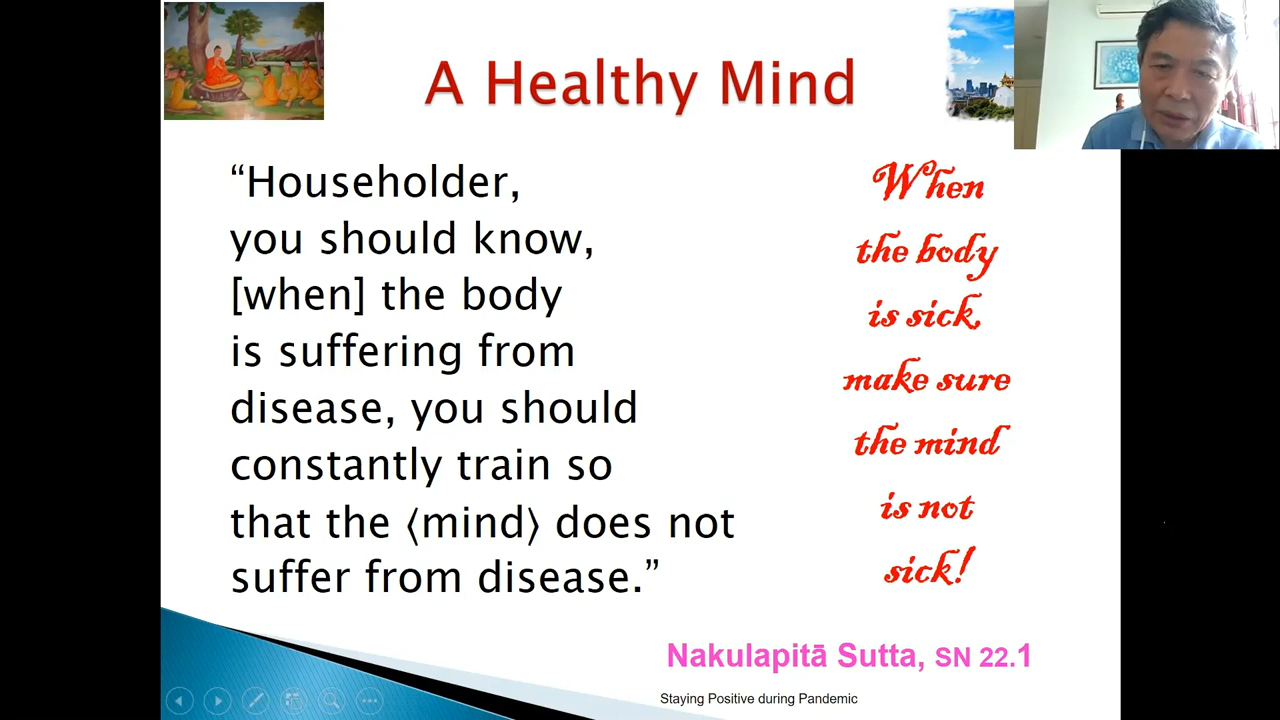 A Healthy Mind
“Householder,
you should know,
[when] the body
is suffering from
disease, you should
constantly train so
that the ⟨mind⟩ does not
suffer from disease.”
When
the body
is sick,
make sure
the mind
is not
sick!
Nakulapitā Sutta, SN 22.1
Staying Positive during Pandemic